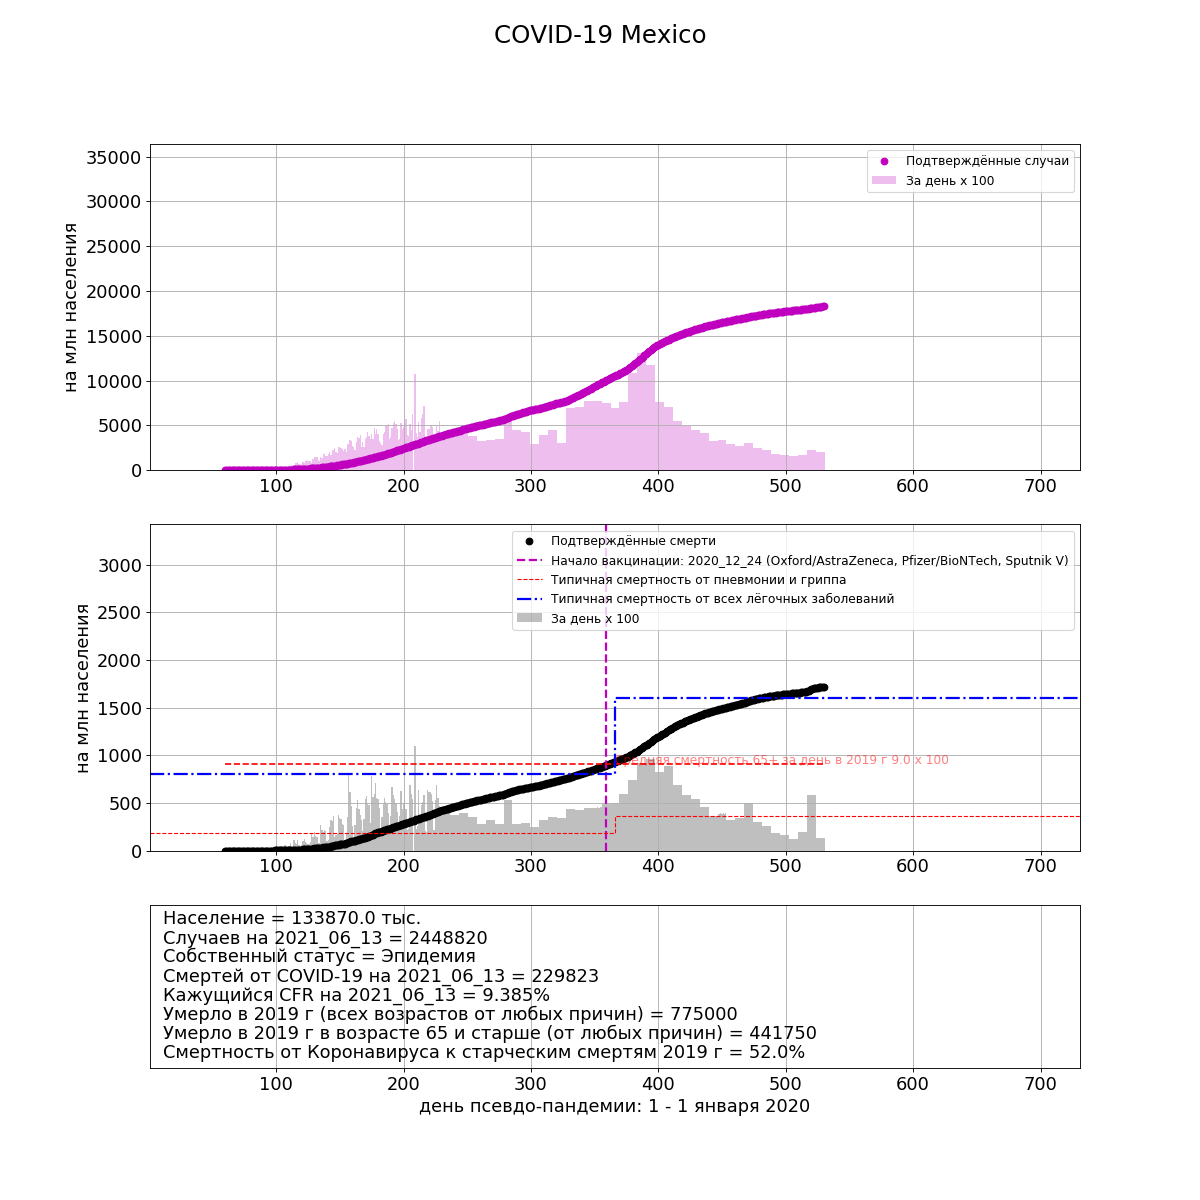 COVID-19 Mexico
35000
30000
25000
20000
15000
10000
5000
0
на млн населения
Подтверждённые случаи
За день x 100
100 200 300 400 500 600 700
3000
2500
2000
1500
1000
500
0
на млн населения
Подтверждённые смерти
Начало вакцинации: 2020_12_24 (Oxford/AstraZeneca, Pfizer/BioNTech, Sputnik V)
Типичная смертность от пневмонии и гриппа
Типичная смертность от всех лёгочных заболеваний
За день x 100
смертность 65+ за день в 2019 г 9.0 x 100
100 200 300 400 500 600 700
Население = 133870.0 тыс.
Случаев на 2021_06_13 = 2448820
Собственный статус = Эпидемия
Смертей от COVID-19 на 2021_06_13 = 229823
Кажущийся CFR на 2021_06_13 = 9.385%
Умерло в 2019 г (всех возрастов от любых причин) = 775000
Умерло в 2019 г в возрасте 65 и старше (от любых причин) = 441750
Смертность от Коронавируса к старческим смертям 2019 г = 52.0%
100 200 300 400 500 600 700
день псевдо-пандемии: 1 - 1 января 2020